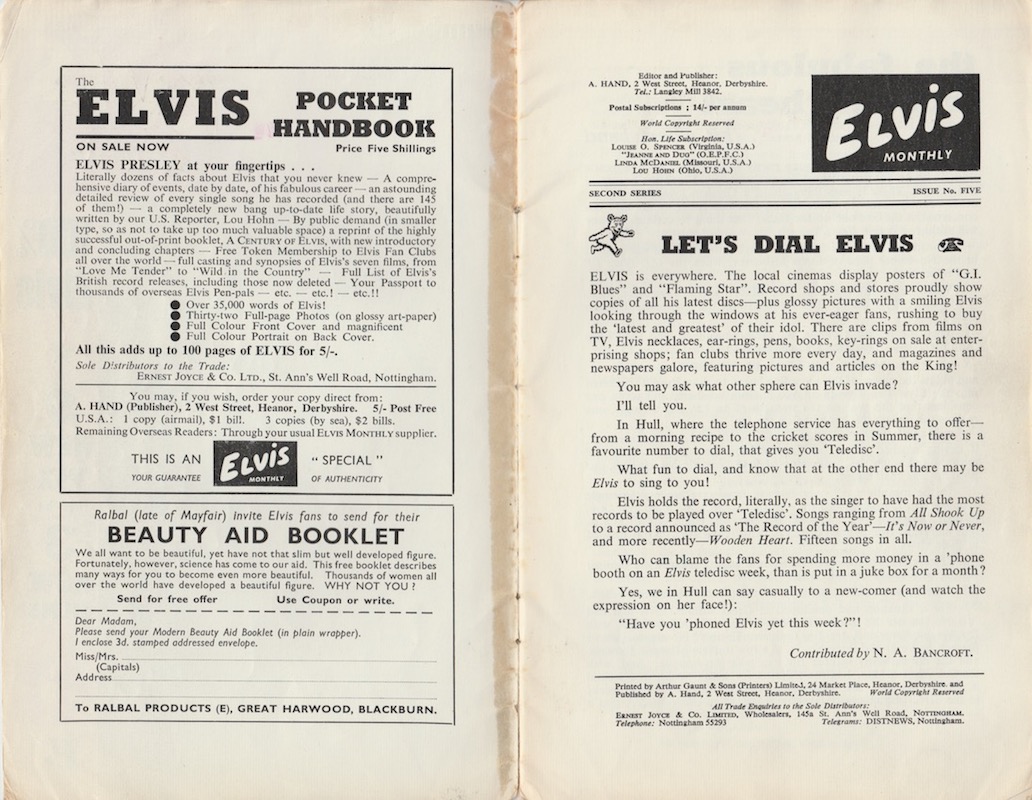 The
ELVIS POCKET
HANDBOOK
ON SALE NOW Price Five Shillings
ELVIS PRESLEY at your fingertips . . .
Literally dozens of facts about Elvis that you never knew — A compre-
hensive diary of events, date by date, of his fabulous career — an astounding
detailed review of every single song he has recorded (and there are 145
of them!) — a completely new bang up-to-date life story, beautifully
written by our U.S. Reporter, Lou Hohn — By public demand (in smaller
type, so as not to take up too much valuable space) a reprint of the highly
successful out-of-print booklet, A CENTURY OF ELVIS, with new introductory
and concluding chapters — Free Token Membership to Elvis Fan Clubs
all over the world — full casting and synopses of Elvis's seven films, from
“Love Me Tender” to “Wild in the Country” — Full List of Elvis's
British record releases, including those now deleted — Your Passport to
thousands of overseas Elvis Pen-pals — etc. — etc.! — etc.!!
● Over 35,000 words of Elvis!
● Thirty-two Full-page Photos (on glossy art-paper)
● Full Colour Front Cover and magnificent
● Full Colour Portrait on Back Cover.
All this adds up to 100 pages of ELVIS for 5/-.
Sole Distributors to the Trade:
ERNEST JOYCE & CO. LTD., St. Ann's Well Road, Nottingham.
You may, if you wish, order your copy direct from:
A. HAND (Publisher), 2 West Street, Heanor, Derbyshire. 5/- Post Free
U.S.A.: 1 copy (airmail), $1 bill. 3 copies (by sea), $2 bills.
Remaining Overseas Readers: Through your usual ELVIS MONTHLY supplier.
THIS IS AN ELVIS MONTHLY “ SPECIAL ”
YOUR GUARANTEE OF AUTHENTICITY
Ralbal (late of Mayfair) invite Elvis fans to send for their
BEAUTY AID BOOKLET
We all want to be beautiful, yet have not that slim but well developed figure.
Fortunately, however, science has come to our aid. This free booklet describes
many ways for you to become even more beautiful. Thousands of women all
over the world have developed a beautiful figure. WHY NOT YOU ?
Send for free offer Use Coupon or write.
Dear Madam,
Please send your Modern Beauty Aid Booklet (in plain wrapper).
I enclose 3d. stamped addressed envelope.
Miss/Mrs.
(Capitals)
Address
To RALBAL PRODUCTS (E), GREAT HARWOOD, BLACKBURN.
Editor and Publisher:
A. HAND, 2 West Street, Heanor, Derbyshire.
Tel.: Langley Mill 3842.
Postal Subscriptions ; 14/- per annum
World Copyright Reserved
Hon. Life Subscription:
LOUISE O. SPENCER (Virginia, U.S.A.)
“JEANNE AND DUG” (O.E.P.F.C.)
LINDA MCDANIEL (Missouri, U.S.A.)
LOU HOHN (Ohio, U.S.A.)
ELVIS
MONTHLY
SECOND SERIES ISSUE No. FIVE
LET'S DIAL ELVIS
ELVIS is everywhere. The local cinemas display posters of “G.I.
Blues” and “Flaming Star”. Record shops and stores proudly show
copies of all his latest discs—plus glossy pictures with a smiling Elvis
looking through the windows at his ever-eager fans, rushing to buy
the ‘latest and greatest’ of their idol. There are clips from films on
TV, Elvis necklaces, ear-rings, pens, books, key-rings on sale at enter-
prising shops; fan clubs thrive more every day, and magazines and
newspapers galore, featuring pictures and articles on the King!
You may ask what other sphere can Elvis invade?
I'll tell you.
In Hull, where the telephone service has everything to offer—
from a morning recipe to the cricket scores in Summer, there is a
favourite number to dial, that gives you ‘Teledisc’.
What fun to dial, and know that at the other end there may be
Elvis to sing to you!
Elvis holds the record, literally, as the singer to have had the most
records to be played over ‘Teledisc’. Songs ranging from All Shook Up
to a record announced as ‘The Record of the Year’—It's Now or Never,
and more recently—Wooden Heart. Fifteen songs in all.
Who can blame the fans for spending more money in a 'phone
booth on an Elvis teledisc week, than is put in a juke box for a month?
Yes, we in Hull can say casually to a new-comer (and watch the
expression on her face!):
“Have you 'phoned Elvis yet this week?”!
Contributed by N. A. BANCROFT.
Printed by Arthur Gaunt & Sons (Printers) Limited, 24 Market Place, Heanor, Derbyshire. and
Published by A. Hand, 2 West Street, Heanor, Derbyshire. World Copyright Reserved
All Trade Enquiries to the Sole Distributors:
ERNEST JOYCE & CO. LIMITED, Wholesalers, 145a St. Ann's Well Road, NOTTINGHAM.
Telephone: Nottingham 55293 Telegrams: DISTNEWS, Nottingham.